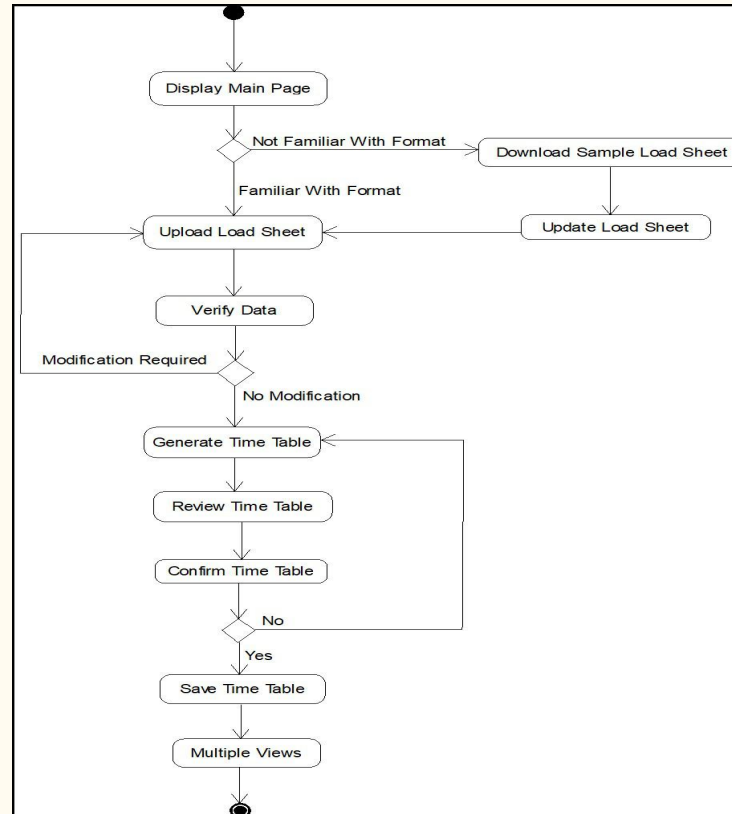 Display Main Page
Not Familiar With Format
Download Sample Load Sheet
Familiar With Format
Upload Load Sheet
Update Load Sheet
Verify Data
Modification Required
No Modification
Generate Time Table
Review Time Table
Confirm Time Table
No
Yes
Save Time Table
Multiple Views